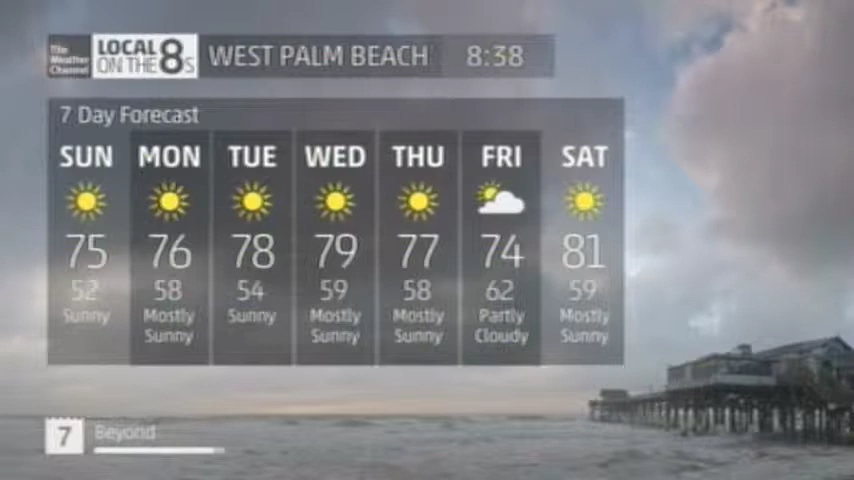 The Weather Channel
LOCAL ON THE 8s
WEST PALM BEACH 8:38
7 Day Forecast
SUN MON TUE WED THU FRI SAT
75 76 78 79 77 74 81
52 58 54 59 58 62 59
Sunny Mostly Sunny Sunny Mostly Sunny Mostly Sunny Partly Cloudy Mostly Sunny
7 Beyond